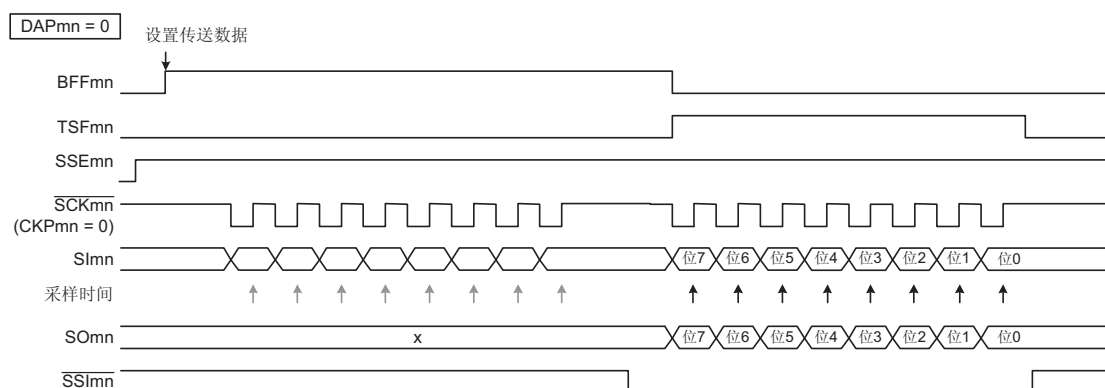 DAPmn = 0
设置传送数据
BFFmn
TSFmn
SSEmn
SCKmn
(CKPmn = 0)
SImn
位7 位6 位5 位4 位3 位2 位1 位0
采样时间
SOmn
x
位7 位6 位5 位4 位3 位2 位1 位0
SSImn